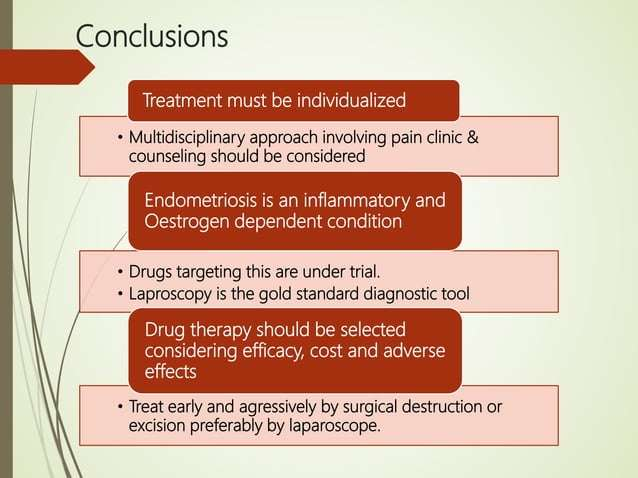 Conclusions
Treatment must be individualized
• Multidisciplinary approach involving pain clinic &
counseling should be considered
Endometriosis is an inflammatory and
Oestrogen dependent condition
• Drugs targeting this are under trial.
• Laproscopy is the gold standard diagnostic tool
Drug therapy should be selected
considering efficacy, cost and adverse
effects
• Treat early and agressively by surgical destruction or
excision preferably by laparoscope.